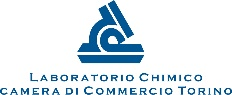 LABORATORIO CHIMICO
CAMERA DI COMMERCIO TORINO